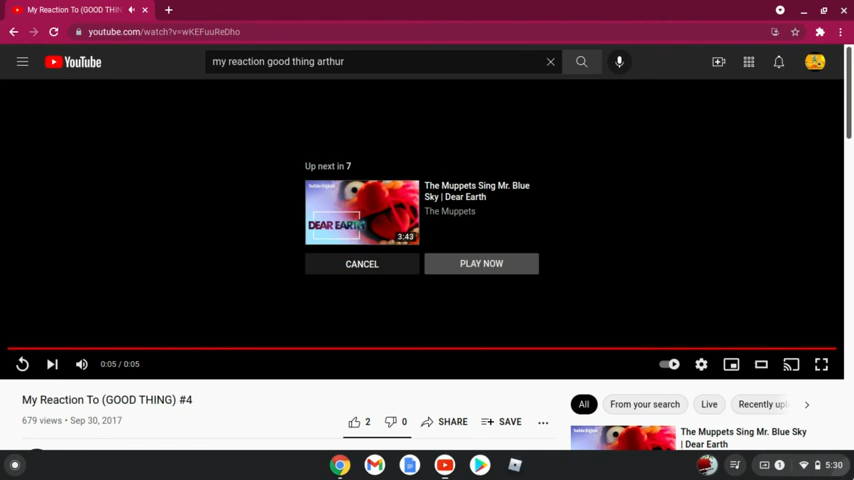 My Reaction To (GOOD THIN
youtube.com/watch?v=wKEFuuReDho
YouTube
my reaction good thing arthur
Up next in 7
YouTube Originals
DEAR EARTH
3:43
The Muppets Sing Mr. Blue
Sky | Dear Earth
The Muppets
CANCEL
PLAY NOW
0:05 / 0:05
My Reaction To (GOOD THING) #4
679 views • Sep 30, 2017
2
0
SHARE
SAVE
All
From your search
Live
Recently upl
The Muppets Sing Mr. Blue
Sky | Dear Earth
1
5:30